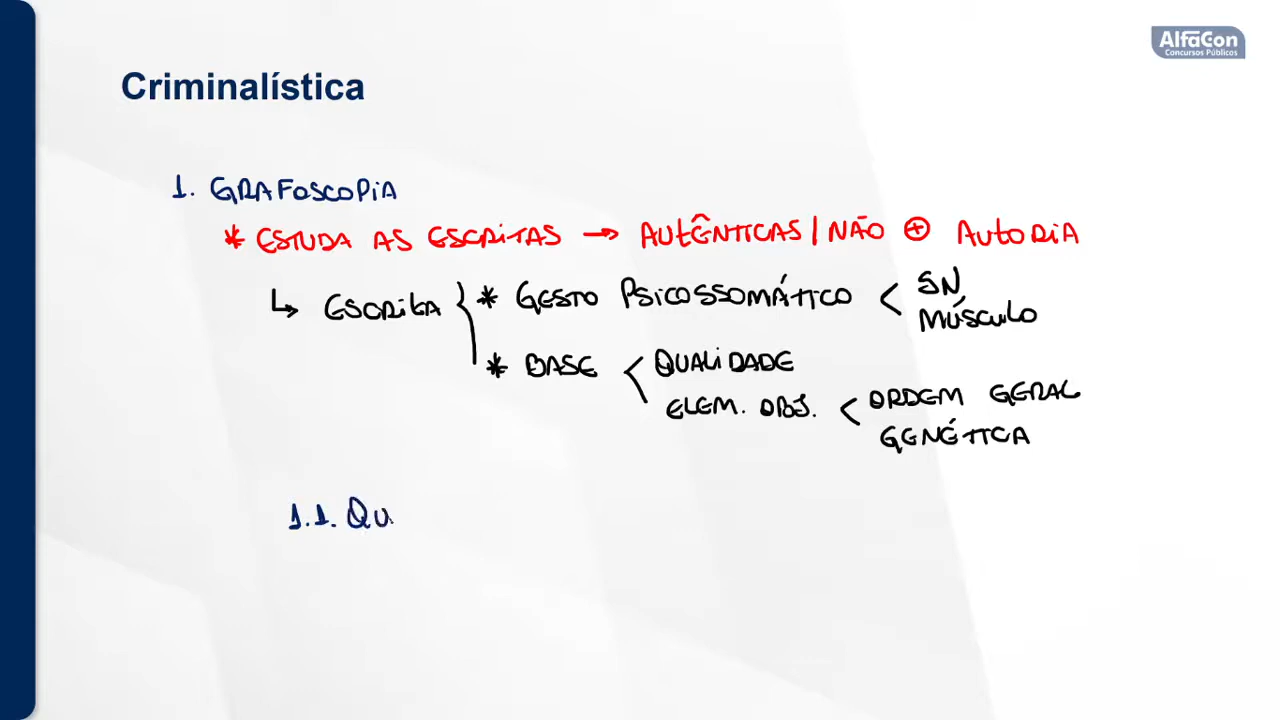 AlfaCon
Concursos Públicos
Criminalística
1. GRAFOSCOPIA
* ESTUDA AS ESCRITAS → AUTÊNTICAS / NÃO ⊕ AUTORIA
↳ ESCRITA { * GESTO PSICOSSOMÁTICO < SN
MÚSCULO
* BASE < QUALIDADE
ELEM. OBJ. < ORDEM GERAL
GENÉTICA
1.1. QU